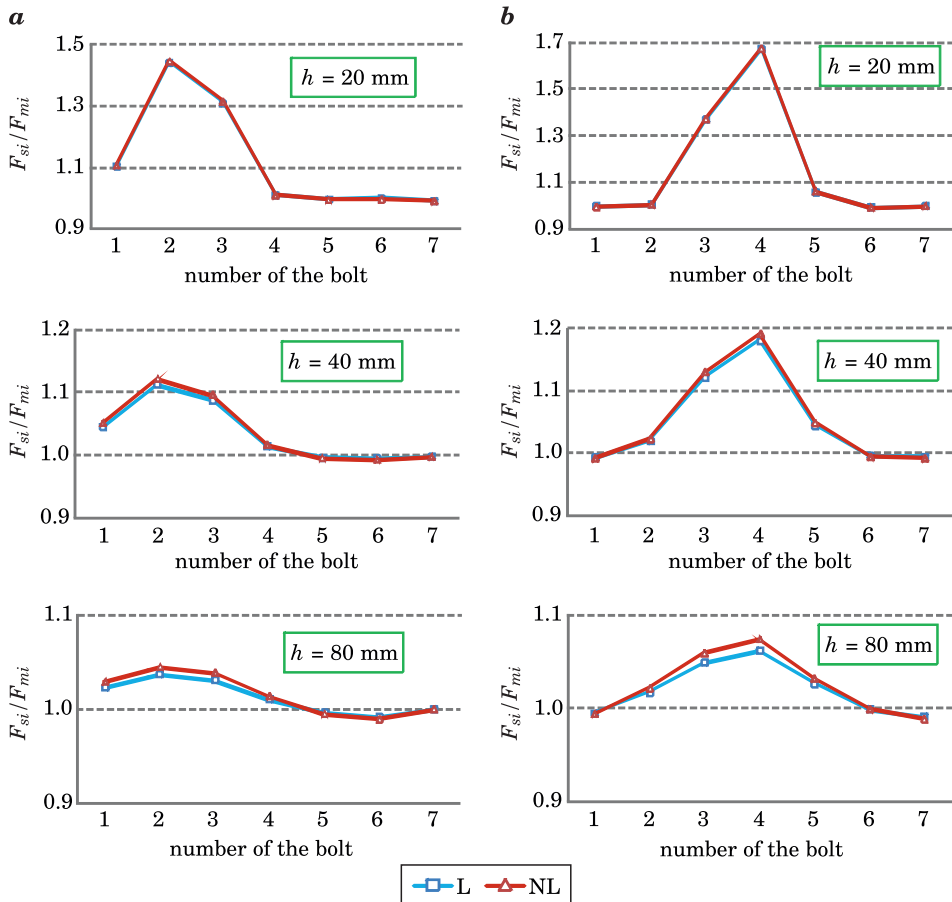 a
1.5
1.3
1.1
0.9
F_si/F_mi
h = 20 mm
1 2 3 4 5 6 7
number of the bolt
1.2
1.1
1.0
0.9
F_si/F_mi
h = 40 mm
1 2 3 4 5 6 7
number of the bolt
1.1
1.0
0.9
F_si/F_mi
h = 80 mm
1 2 3 4 5 6 7
number of the bolt
b
1.7
1.5
1.3
1.1
0.9
F_si/F_mi
h = 20 mm
1 2 3 4 5 6 7
number of the bolt
1.2
1.1
1.0
0.9
F_si/F_mi
h = 40 mm
1 2 3 4 5 6 7
number of the bolt
1.1
1.0
0.9
F_si/F_mi
h = 80 mm
1 2 3 4 5 6 7
number of the bolt
L NL